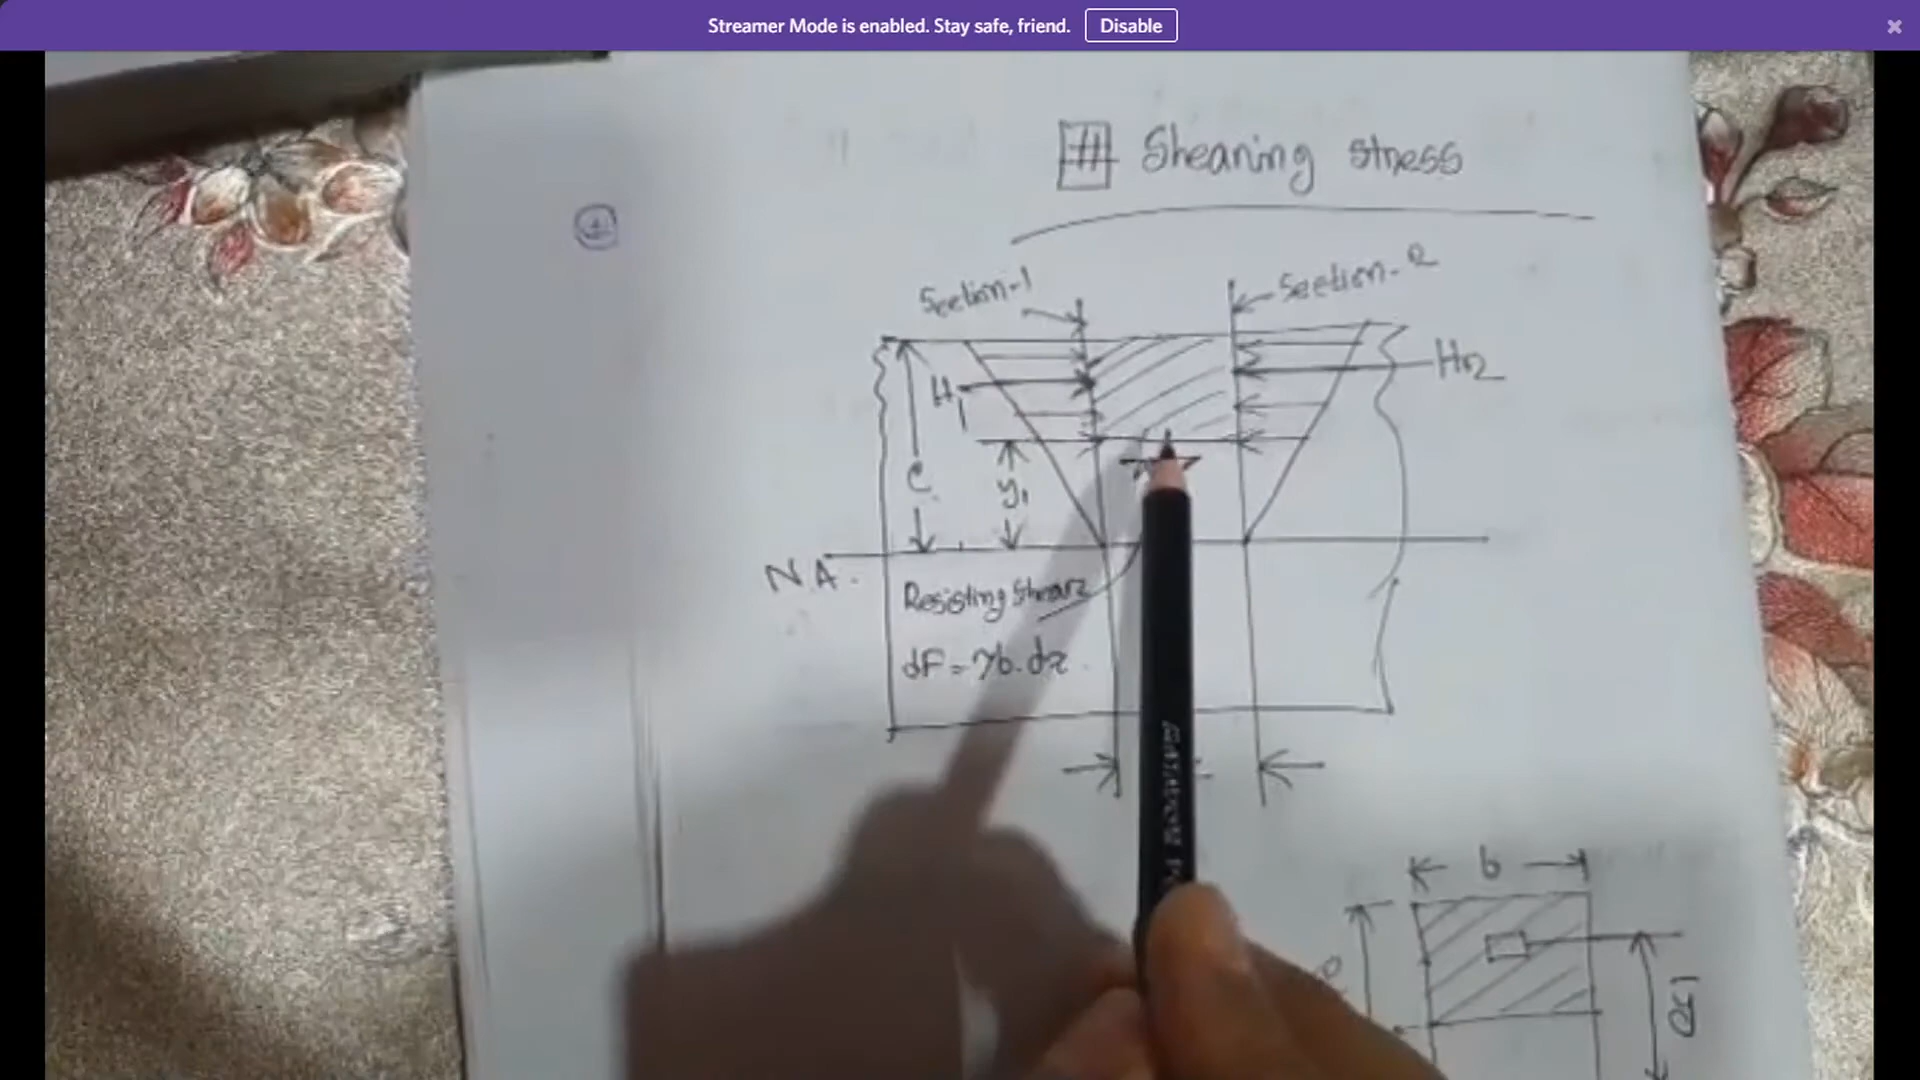 Streamer Mode is enabled. Stay safe, friend. Disable
# Shearing stress
Section-1
Section-2
H1
H2
C
y1
N.A.
Resisting Shear
dF = τb.dx
b